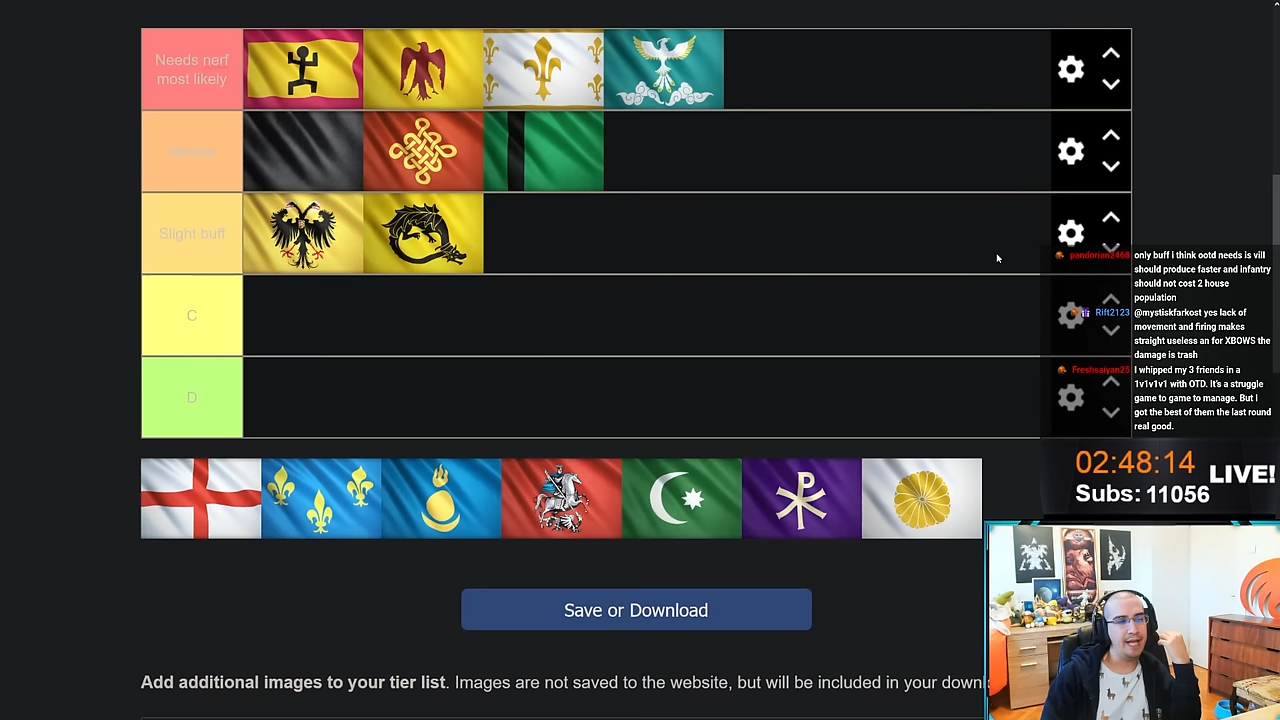 Needs nerf
most likely
Slight buff
C
D
pandorian2468 only buff i think ootd needs is vill
should produce faster and infantry
should not cost 2 house
population
Rift2123 @mystiskfarkost yes lack of
movement and firing makes
straight useless an for XBOWS the
damage is trash
Freshsaiyan25 I whipped my 3 friends in a
1v1v1v1 with OTD. It's a struggle
game to game to manage. But I
got the best of them the last round
real good.
02:48:14
LIVE!
Subs: 11056
Save or Download
Add additional images to your tier list. Images are not saved to the website, but will be included in your downl